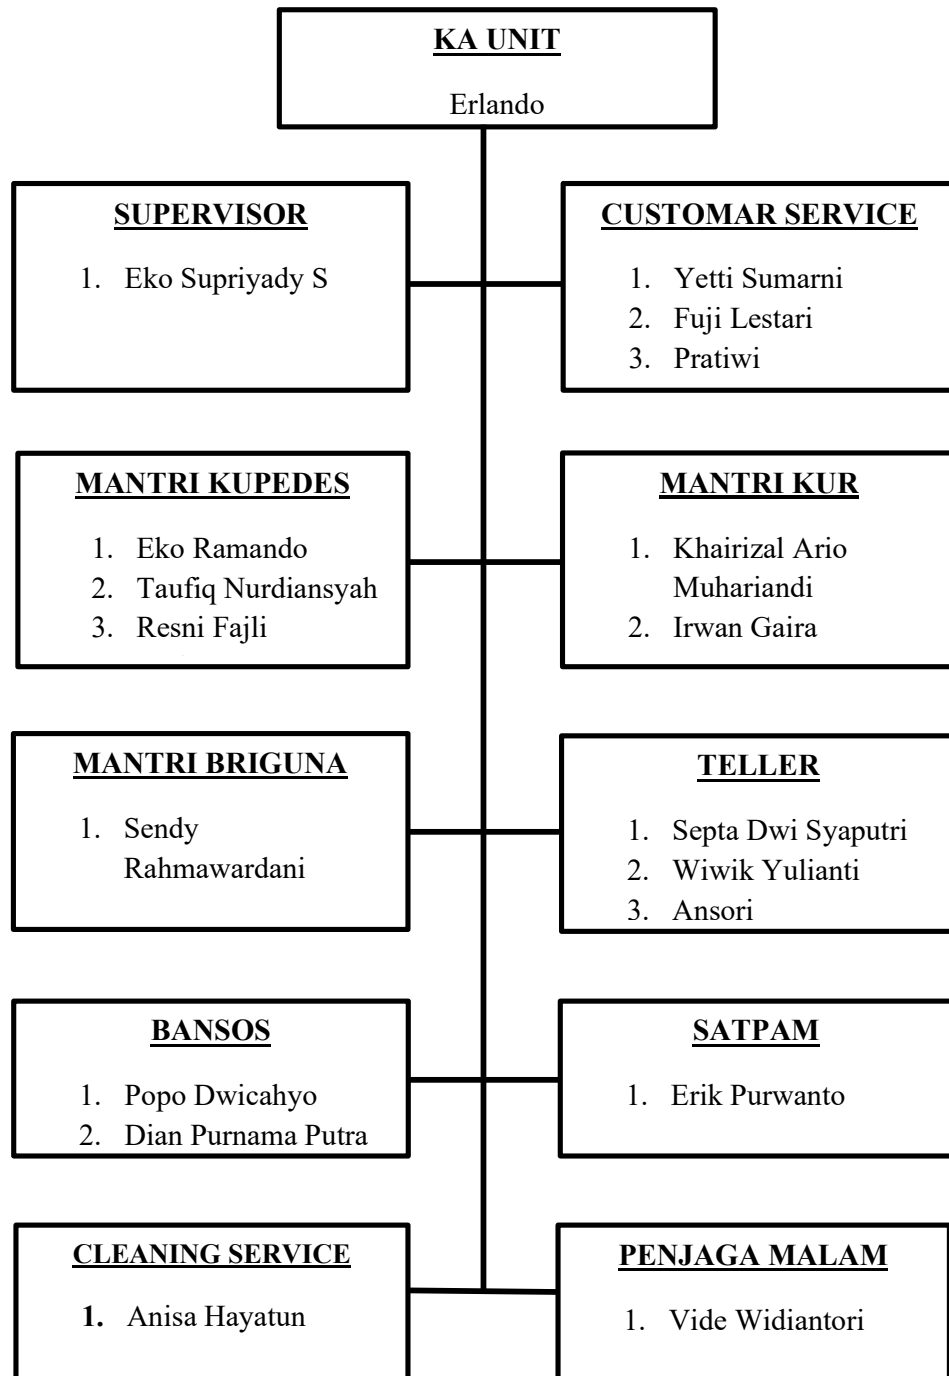 KA UNIT
Erlando
SUPERVISOR
1. Eko Supriyady S
CUSTOMAR SERVICE
1. Yetti Sumarni
2. Fuji Lestari
3. Pratiwi
MANTRI KUPEDES
1. Eko Ramando
2. Taufiq Nurdiansyah
3. Resni Fajli
MANTRI KUR
1. Khairizal Ario
Muhariandi
2. Irwan Gaira
MANTRI BRIGUNA
1. Sendy
Rahmawardani
TELLER
1. Septa Dwi Syaputri
2. Wiwik Yulianti
3. Ansori
BANSOS
1. Popo Dwicahyo
2. Dian Purnama Putra
SATPAM
1. Erik Purwanto
CLEANING SERVICE
1. Anisa Hayatun
PENJAGA MALAM
1. Vide Widiantori